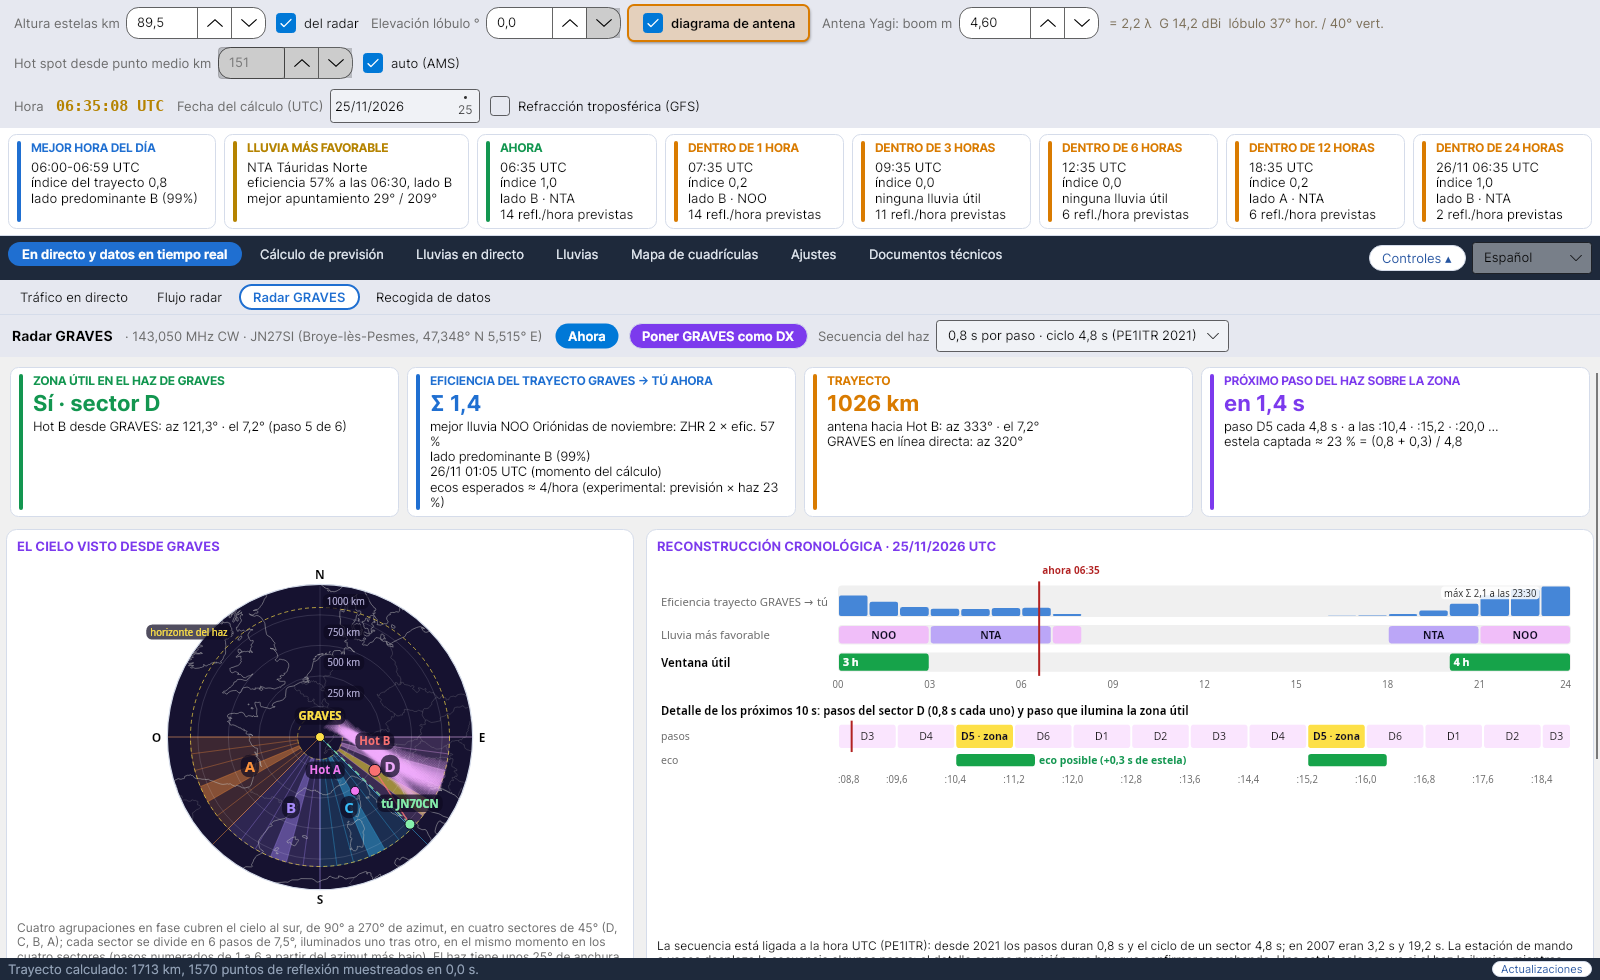 Altura estelas km 89,5 del radar Elevación lóbulo ° 0,0 diagrama de antena Antena Yagi: boom m 4,60 = 2,2 λ G 14,2 dBi lóbulo 37° hor. / 40° vert.
Hot spot desde punto medio km 151 auto (AMS)
Hora 06:35:08 UTC Fecha del cálculo (UTC) 25/11/2026 25 Refracción troposférica (GFS)
MEJOR HORA DEL DÍA
06:00-06:59 UTC
índice del trayecto 0,8
lado predominante B (99%)
LLUVIA MÁS FAVORABLE
NTA Táuridas Norte
eficiencia 57% a las 06:30, lado B
mejor apuntamiento 29° / 209°
AHORA
06:35 UTC
índice 1,0
lado B · NTA
14 refl./hora previstas
DENTRO DE 1 HORA
07:35 UTC
índice 0,2
lado B · NOO
14 refl./hora previstas
DENTRO DE 3 HORAS
09:35 UTC
índice 0,0
ninguna lluvia útil
11 refl./hora previstas
DENTRO DE 6 HORAS
12:35 UTC
índice 0,0
ninguna lluvia útil
6 refl./hora previstas
DENTRO DE 12 HORAS
18:35 UTC
índice 0,2
lado A · NTA
6 refl./hora previstas
DENTRO DE 24 HORAS
26/11 06:35 UTC
índice 1,0
lado B · NTA
2 refl./hora previstas
En directo y datos en tiempo real Cálculo de previsión Lluvias en directo Lluvias Mapa de cuadrículas Ajustes Documentos técnicos Controles ▴ Español
Tráfico en directo Flujo radar Radar GRAVES Recogida de datos
Radar GRAVES · 143,050 MHz CW · JN27SI (Broye-lès-Pesmes, 47,348° N 5,515° E) Ahora Poner GRAVES como DX Secuencia del haz 0,8 s por paso · ciclo 4,8 s (PE1ITR 2021)
ZONA ÚTIL EN EL HAZ DE GRAVES
Sí · sector D
Hot B desde GRAVES: az 121,3° · el 7,2° (paso 5 de 6)
EFICIENCIA DEL TRAYECTO GRAVES → TÚ AHORA
Σ 1,4
mejor lluvia NOO Oriónidas de noviembre: ZHR 2 × efic. 57
%
lado predominante B (99%)
26/11 01:05 UTC (momento del cálculo)
ecos esperados ≈ 4/hora (experimental: previsión × haz 23
%)
TRAYECTO
1026 km
antena hacia Hot B: az 333° · el 7,2°
GRAVES en línea directa: az 320°
PRÓXIMO PASO DEL HAZ SOBRE LA ZONA
en 1,4 s
paso D5 cada 4,8 s · a las :10,4 · :15,2 · :20,0 ...
estela captada ≈ 23 % = (0,8 + 0,3) / 4,8
EL CIELO VISTO DESDE GRAVES
N
1000 km
horizonte del haz
750 km
500 km
250 km
GRAVES
O
E
Hot B
Hot A
D
A
B
C
tú JN70CN
S
Cuatro agrupaciones en fase cubren el cielo al sur, de 90° a 270° de azimut, en cuatro sectores de 45° (D,
C, B, A); cada sector se divide en 6 pasos de 7,5°, iluminados uno tras otro, en el mismo momento en los
cuatro sectores (pasos numerados de 1 a 6 a partir del azimut más bajo). El haz tiene unos 25° de anchura
RECONSTRUCCIÓN CRONOLÓGICA · 25/11/2026 UTC
ahora 06:35
Eficiencia trayecto GRAVES → tú
máx Σ 2,1 a las 23:30
Lluvia más favorable NOO NTA NTA NOO
Ventana útil 3 h 4 h
00 03 06 09 12 15 18 21 24
Detalle de los próximos 10 s: pasos del sector D (0,8 s cada uno) y paso que ilumina la zona útil
pasos D3 D4 D5 · zona D6 D1 D2 D3 D4 D5 · zona D6 D1 D2 D3
eco eco posible (+0,3 s de estela)
:08,8 :09,6 :10,4 :11,2 :12,0 :12,8 :13,6 :14,4 :15,2 :16,0 :16,8 :17,6 :18,4
La secuencia está ligada a la hora UTC (PE1ITR): desde 2021 los pasos duran 0,8 s y el ciclo de un sector 4,8 s; en 2007 eran 3,2 s y 19,2 s. La estación de mando
Trayecto calculado: 1713 km, 1570 puntos de reflexión muestreados en 0,0 s.
Actualizaciones